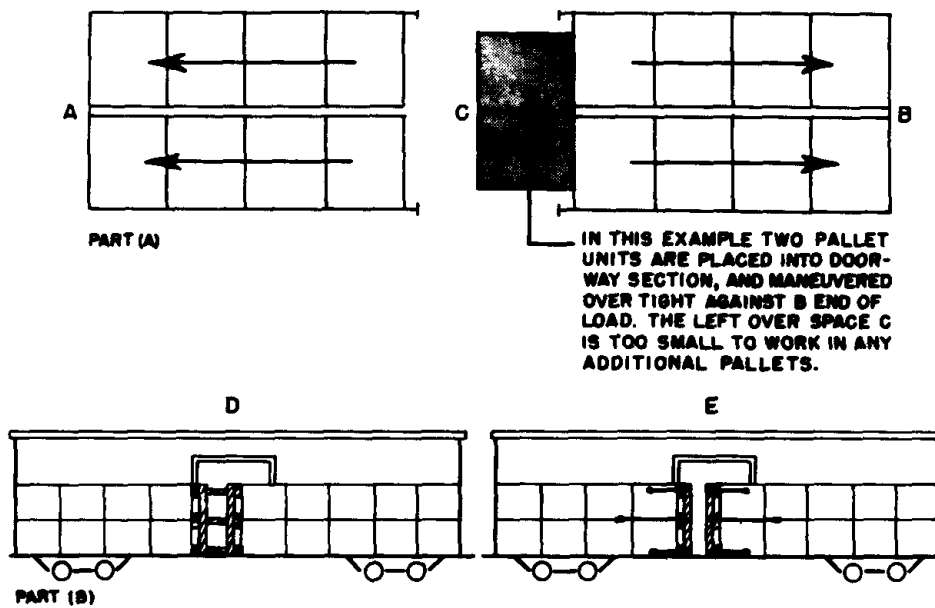 A
C
B
PART (A)
IN THIS EXAMPLE TWO PALLET
UNITS ARE PLACED INTO DOOR-
WAY SECTION, AND MANEUVERED
OVER TIGHT AGAINST B END OF
LOAD. THE LEFT OVER SPACE C
IS TOO SMALL TO WORK IN ANY
ADDITIONAL PALLETS.
D
E
PART (B)